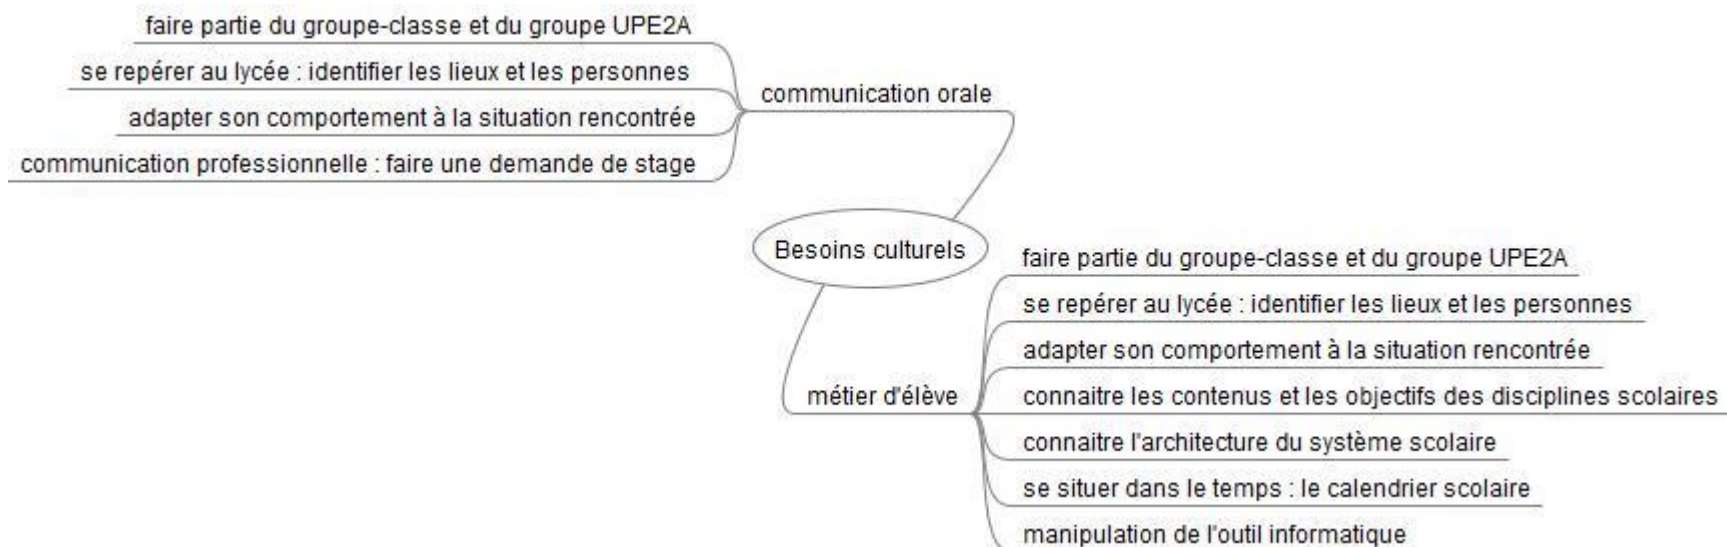 faire partie du groupe-classe et du groupe UPE2A
se repérer au lycée : identifier les lieux et les personnes
adapter son comportement à la situation rencontrée
communication professionnelle : faire une demande de stage
communication orale
Besoins culturels
métier d'élève
faire partie du groupe-classe et du groupe UPE2A
se repérer au lycée : identifier les lieux et les personnes
adapter son comportement à la situation rencontrée
connaitre les contenus et les objectifs des disciplines scolaires
connaitre l'architecture du système scolaire
se situer dans le temps : le calendrier scolaire
manipulation de l'outil informatique